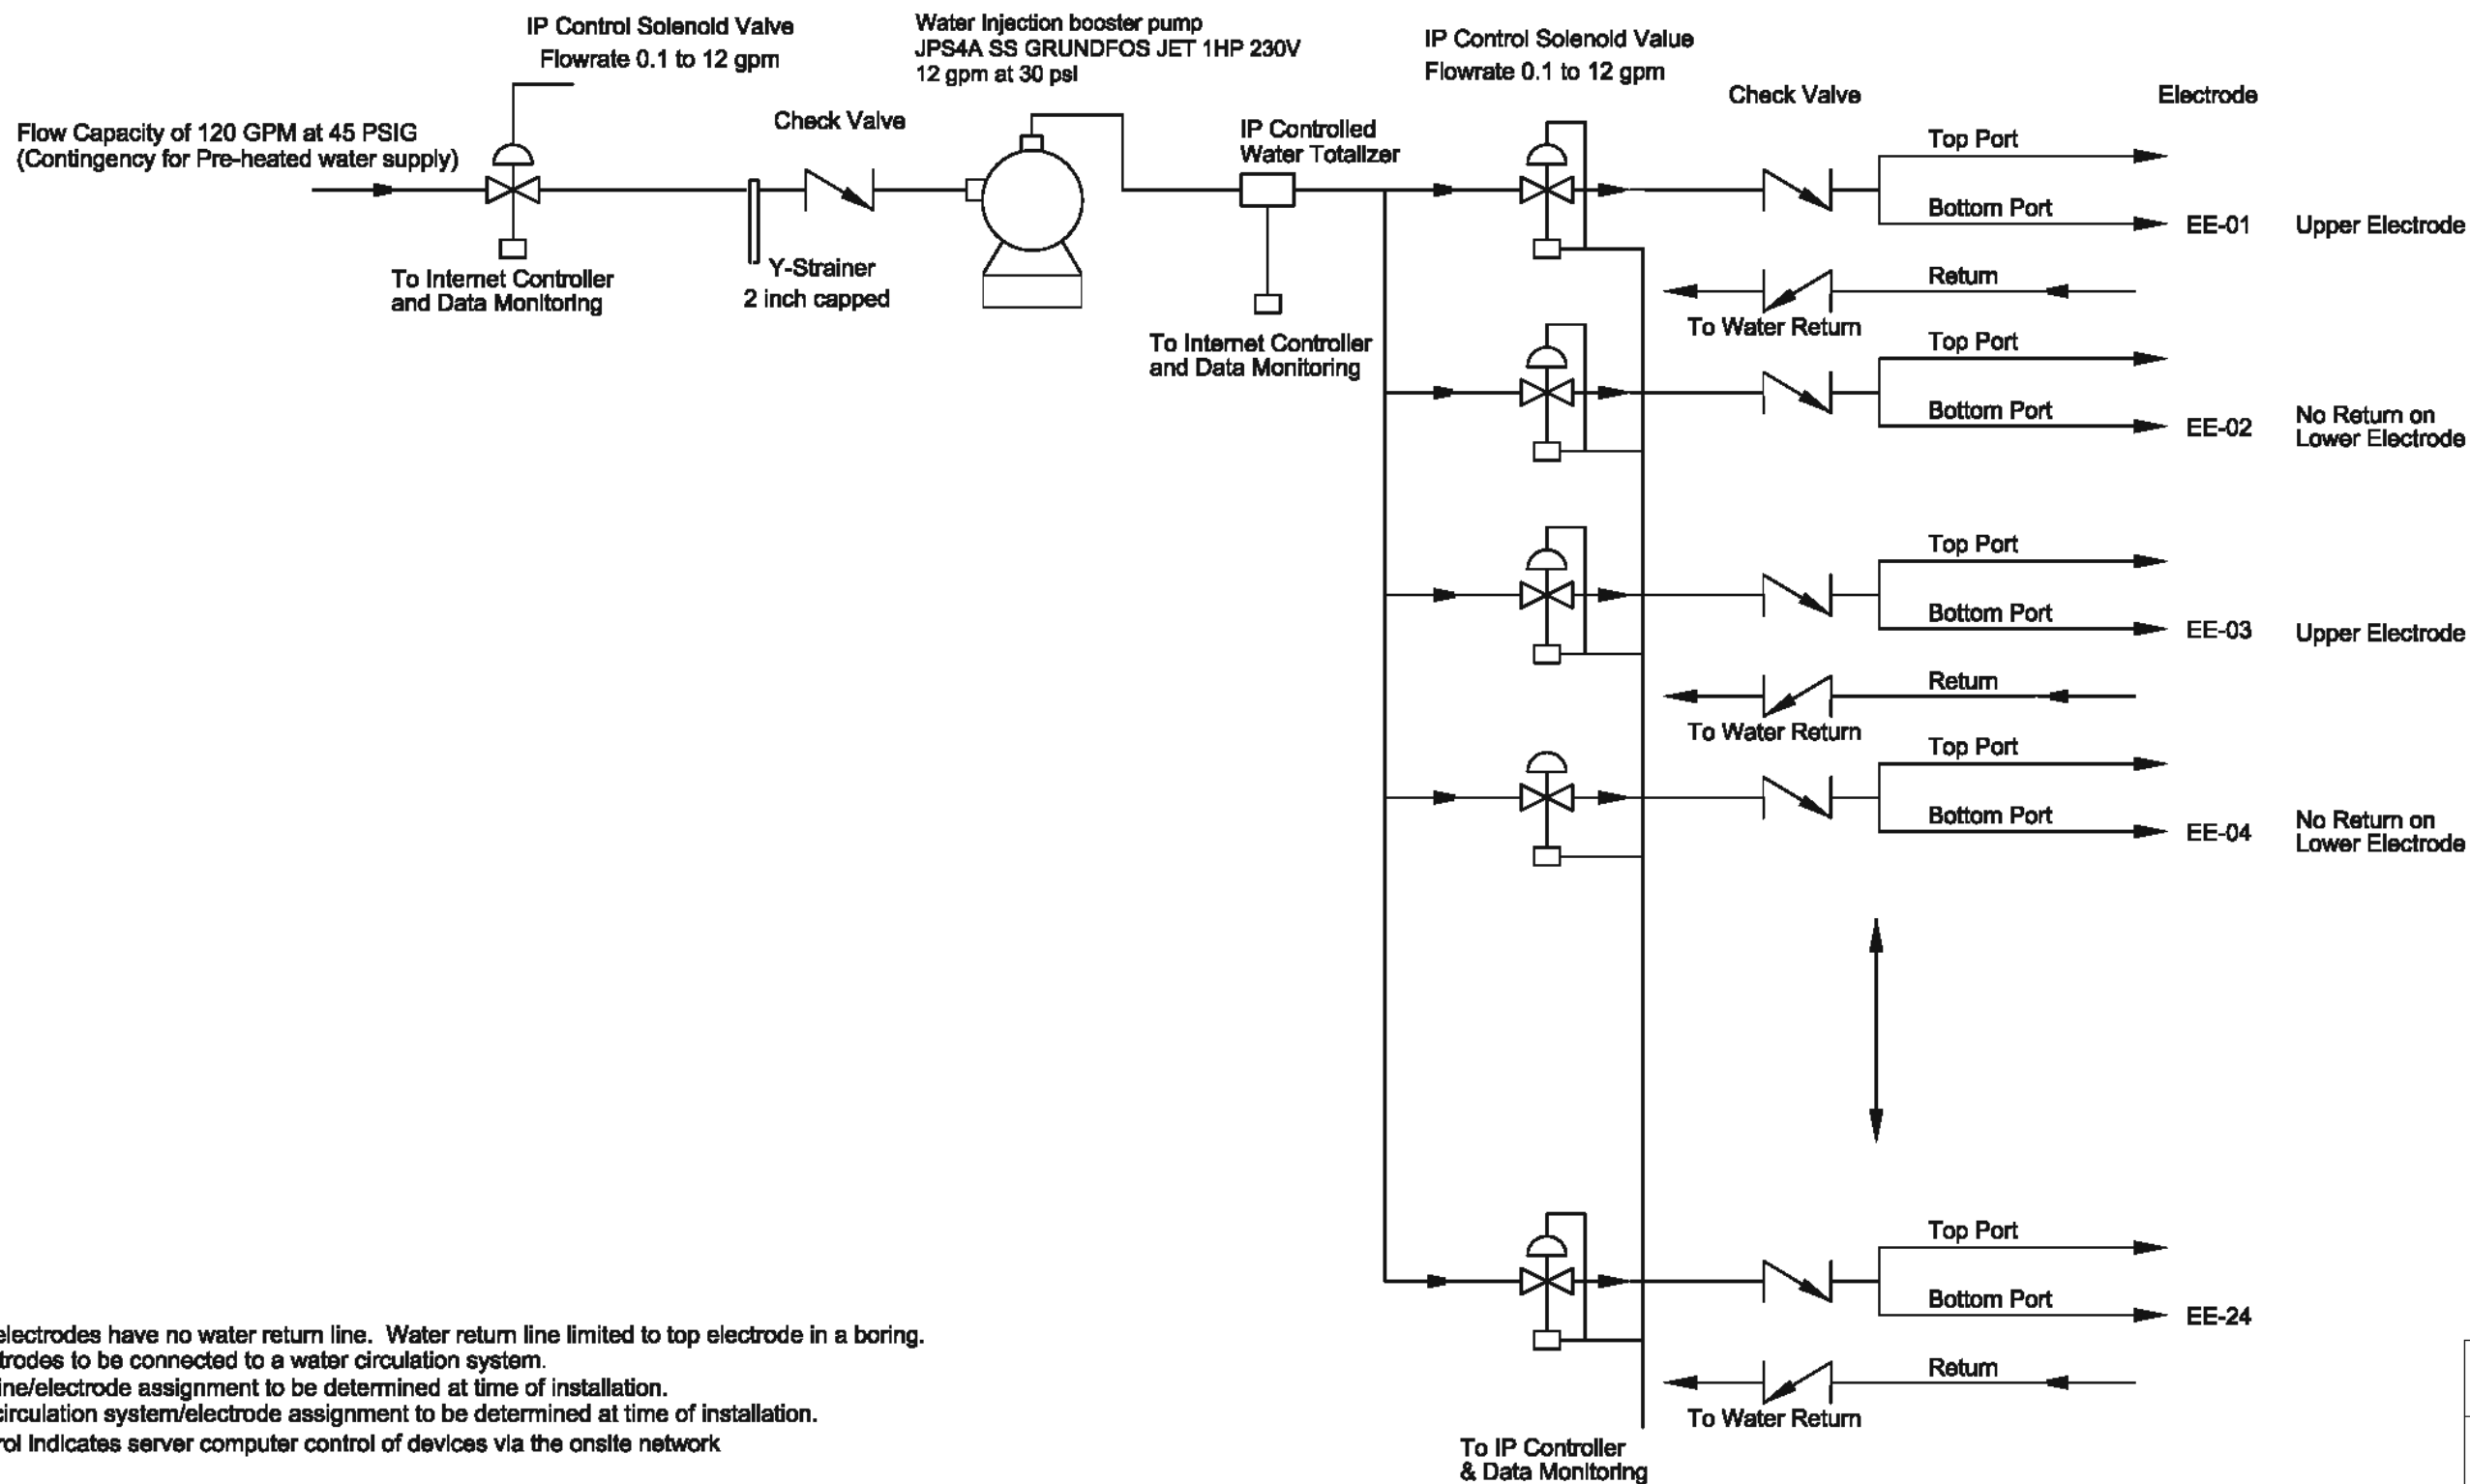 IP Control Solenoid Valve
Flowrate 0.1 to 12 gpm
Water Injection booster pump
JPS4A SS GRUNDFOS JET 1HP 230V
12 gpm at 30 psi
IP Control Solenoid Value
Flowrate 0.1 to 12 gpm
Check Valve
Electrode
Flow Capacity of 120 GPM at 45 PSIG
(Contingency for Pre-heated water supply)
Check Valve
IP Controlled
Water Totalizer
Top Port
Bottom Port
EE-01
Upper Electrode
To Internet Controller
and Data Monitoring
Y-Strainer
2 inch capped
Return
To Water Return
To Internet Controller
and Data Monitoring
Top Port
Bottom Port
EE-02
No Return on
Lower Electrode
Top Port
Bottom Port
EE-03
Upper Electrode
Return
To Water Return
Top Port
Bottom Port
EE-04
No Return on
Lower Electrode
Top Port
Bottom Port
EE-24
Return
To Water Return
electrodes have no water return line. Water return line limited to top electrode in a boring.
trodes to be connected to a water circulation system.
ine/electrode assignment to be determined at time of installation.
circulation system/electrode assignment to be determined at time of installation.
rol indicates server computer control of devices via the onsite network
To IP Controller
& Data Monitoring